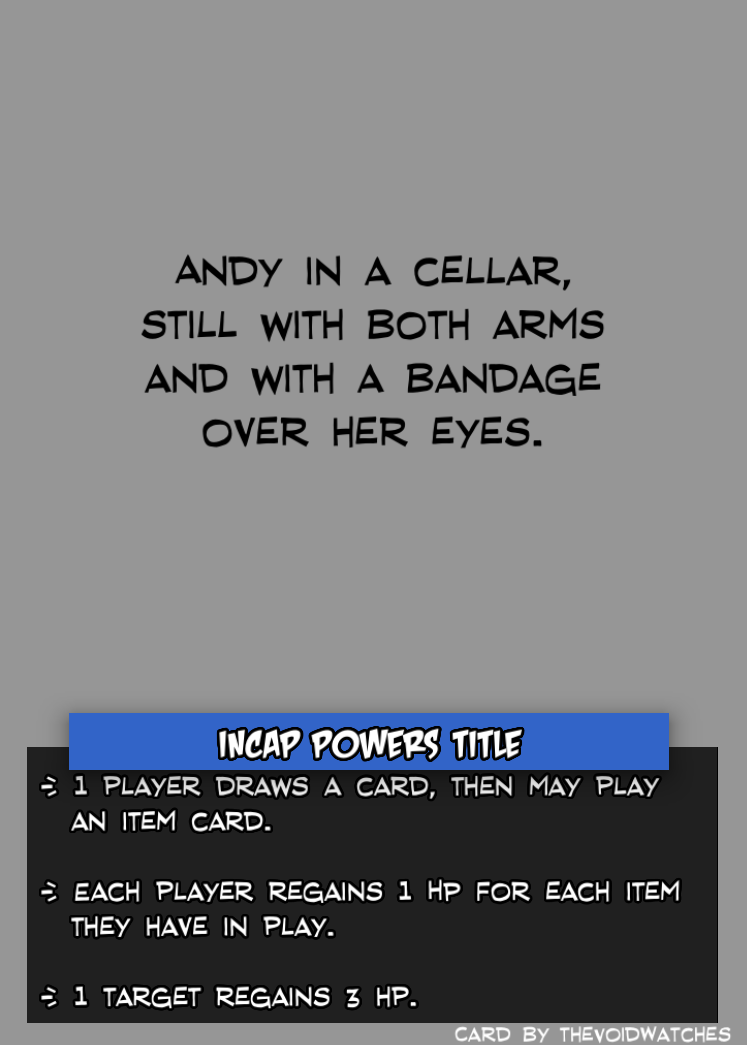 ANDY IN A CELLAR,
STILL WITH BOTH ARMS
AND WITH A BANDAGE
OVER HER EYES.
INCAP POWERS TITLE
1 PLAYER DRAWS A CARD, THEN MAY PLAY
AN ITEM CARD.
EACH PLAYER REGAINS 1 HP FOR EACH ITEM
THEY HAVE IN PLAY.
1 TARGET REGAINS 3 HP.
CARD BY THEVOIDWATCHES